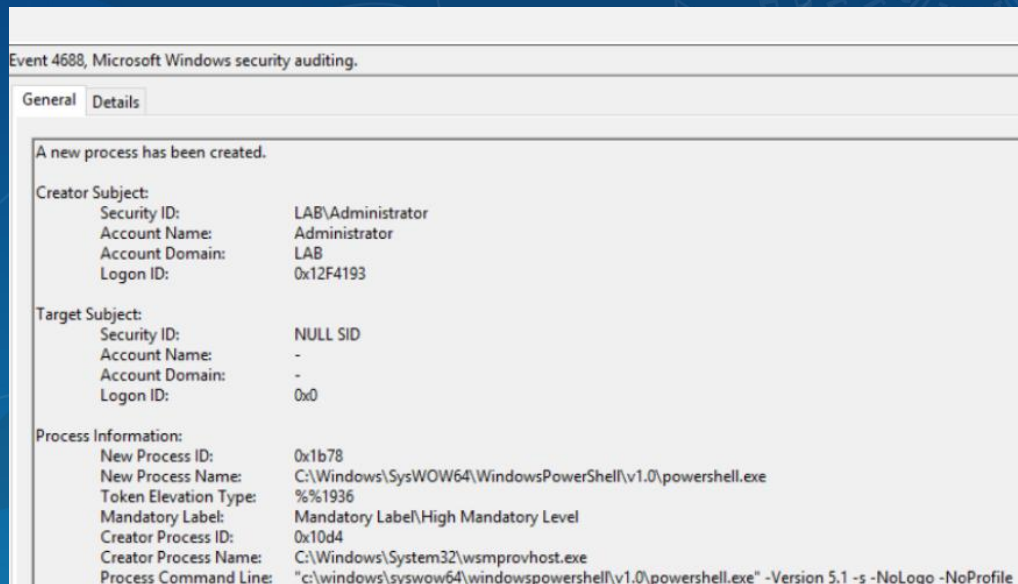 Event 4688, Microsoft Windows security auditing.
General Details
A new process has been created.
Creator Subject:
Security ID: LAB\Administrator
Account Name: Administrator
Account Domain: LAB
Logon ID: 0x12F4193
Target Subject:
Security ID: NULL SID
Account Name: -
Account Domain: -
Logon ID: 0x0
Process Information:
New Process ID: 0x1b78
New Process Name: C:\Windows\SysWOW64\WindowsPowerShell\v1.0\powershell.exe
Token Elevation Type: %%1936
Mandatory Label: Mandatory Label\High Mandatory Level
Creator Process ID: 0x10d4
Creator Process Name: C:\Windows\System32\wsmprovhost.exe
Process Command Line: "c:\windows\syswow64\windowspowershell\v1.0\powershell.exe" -Version 5.1 -s -NoLogo -NoProfile